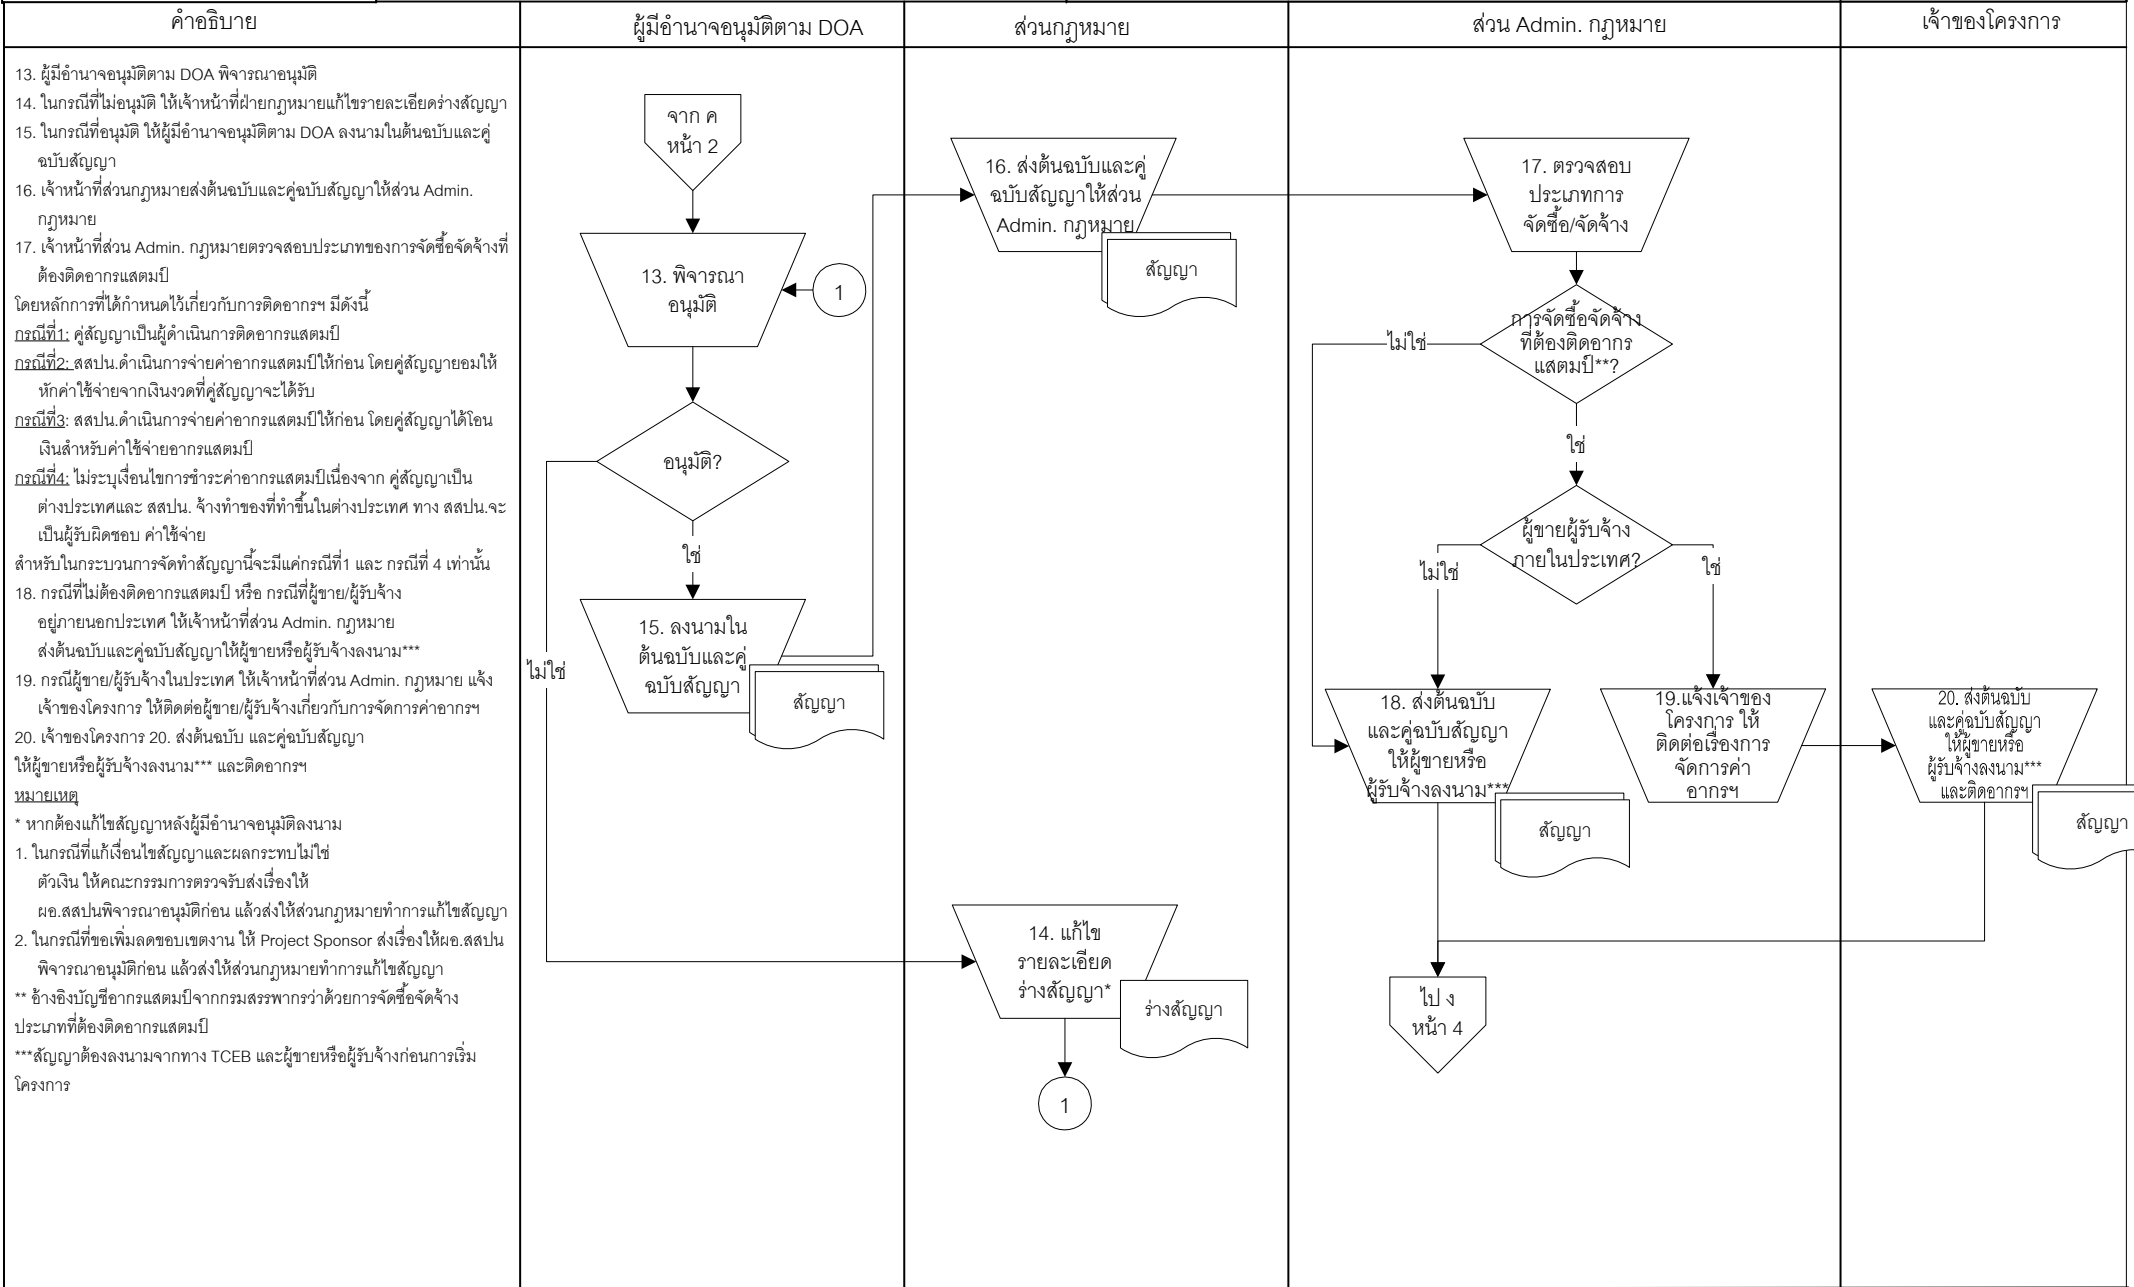 คำอธิบาย
ผู้มีอำนาจอนุมัติตาม DOA
ส่วนกฎหมาย
ส่วน Admin. กฎหมาย
เจ้าของโครงการ
13. ผู้มีอำนาจอนุมัติตาม DOA พิจารณาอนุมัติ
14. ในกรณีที่ไม่อนุมัติ ให้เจ้าหน้าที่ฝ่ายกฎหมายแก้ไขรายละเอียดร่างสัญญา
15. ในกรณีที่อนุมัติ ให้ผู้มีอำนาจอนุมัติตาม DOA ลงนามในต้นฉบับและคู่
ฉบับสัญญา
16. เจ้าหน้าที่ส่วนกฎหมายส่งต้นฉบับและคู่ฉบับสัญญาให้ส่วน Admin.
กฎหมาย
17. เจ้าหน้าที่ส่วน Admin. กฎหมายตรวจสอบประเภทของการจัดซื้อจัดจ้างที่
ต้องติดอากรแสตมป์
โดยหลักการที่ได้กำหนดไว้เกี่ยวกับการติดอากรฯ มีดังนี้
กรณีที่1: คู่สัญญาเป็นผู้ดำเนินการติดอากรแสตมป์
กรณีที่2: สสปน.ดำเนินการจ่ายค่าอากรแสตมป์ให้ก่อน โดยคู่สัญญายอมให้
หักค่าใช้จ่ายจากเงินงวดที่คู่สัญญาจะได้รับ
กรณีที่3: สสปน.ดำเนินการจ่ายค่าอากรแสตมป์ให้ก่อน โดยคู่สัญญาได้โอน
เงินสำหรับค่าใช้จ่ายอากรแสตมป์
กรณีที่4: ไม่ระบุเงื่อนไขการชำระค่าอากรแสตมป์เนื่องจาก คู่สัญญาเป็น
ต่างประเทศและ สสปน. จ้างทำของที่ทำขึ้นในต่างประเทศ ทาง สสปน.จะ
เป็นผู้รับผิดชอบ ค่าใช้จ่าย
สำหรับในกระบวนการจัดทำสัญญานี้จะมีแค่กรณีที่1 และ กรณีที่ 4 เท่านั้น
18. กรณีที่ไม่ต้องติดอากรแสตมป์ หรือ กรณีที่ผู้ขาย/ผู้รับจ้าง
อยู่ภายนอกประเทศ ให้เจ้าหน้าที่ส่วน Admin. กฎหมาย
ส่งต้นฉบับและคู่ฉบับสัญญาให้ผู้ขายหรือผู้รับจ้างลงนาม***
19. กรณีผู้ขาย/ผู้รับจ้างในประเทศ ให้เจ้าหน้าที่ส่วน Admin. กฎหมาย แจ้ง
เจ้าของโครงการ ให้ติดต่อผู้ขาย/ผู้รับจ้างเกี่ยวกับการจัดการค่าอากรฯ
20. เจ้าของโครงการ 20. ส่งต้นฉบับ และคู่ฉบับสัญญา
ให้ผู้ขายหรือผู้รับจ้างลงนาม*** และติดอากรฯ
หมายเหตุ
* หากต้องแก้ไขสัญญาหลังผู้มีอำนาจอนุมัติลงนาม
1. ในกรณีที่แก้เงื่อนไขสัญญาและผลกระทบไม่ใช่
ตัวเงิน ให้คณะกรรมการตรวจรับส่งเรื่องให้
ผอ.สสปนพิจารณาอนุมัติก่อน แล้วส่งให้ส่วนกฎหมายทำการแก้ไขสัญญา
2. ในกรณีที่ขอเพิ่มลดขอบเขตงาน ให้ Project Sponsor ส่งเรื่องให้ผอ.สสปน
พิจารณาอนุมัติก่อน แล้วส่งให้ส่วนกฎหมายทำการแก้ไขสัญญา
** อ้างอิงบัญชีอากรแสตมป์จากกรมสรรพากรว่าด้วยการจัดซื้อจัดจ้าง
ประเภทที่ต้องติดอากรแสตมป์
***สัญญาต้องลงนามจากทาง TCEB และผู้ขายหรือผู้รับจ้างก่อนการเริ่ม
โครงการ
จาก ค
หน้า 2
13. พิจารณา
อนุมัติ
1
อนุมัติ?
ใช่
ไม่ใช่
15. ลงนามใน
ต้นฉบับและคู่
ฉบับสัญญา
สัญญา
16. ส่งต้นฉบับและคู่
ฉบับสัญญาให้ส่วน
Admin. กฎหมาย
สัญญา
14. แก้ไข
รายละเอียด
ร่างสัญญา*
ร่างสัญญา
1
17. ตรวจสอบ
ประเภทการ
จัดซื้อ/จัดจ้าง
การจัดซื้อจัดจ้าง
ที่ต้องติดอากร
แสตมป์**?
ไม่ใช่
ใช่
ผู้ขายผู้รับจ้าง
ภายในประเทศ?
ไม่ใช่
ใช่
18. ส่งต้นฉบับ
และคู่ฉบับสัญญา
ให้ผู้ขายหรือ
ผู้รับจ้างลงนาม***
สัญญา
19.แจ้งเจ้าของ
โครงการ ให้
ติดต่อเรื่องการ
จัดการค่า
อากรฯ
ไป ง
หน้า 4
20. ส่งต้นฉบับ
และคู่ฉบับสัญญา
ให้ผู้ขายหรือ
ผู้รับจ้างลงนาม***
และติดอากรฯ
สัญญา